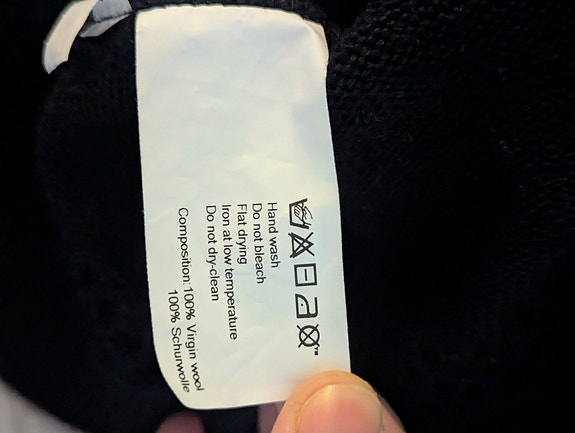 Hand wash
Do not bleach
Flat drying
Iron at low temperature
Do not dry-clean
Composition:100% Virgin wool
100% Schurwolle